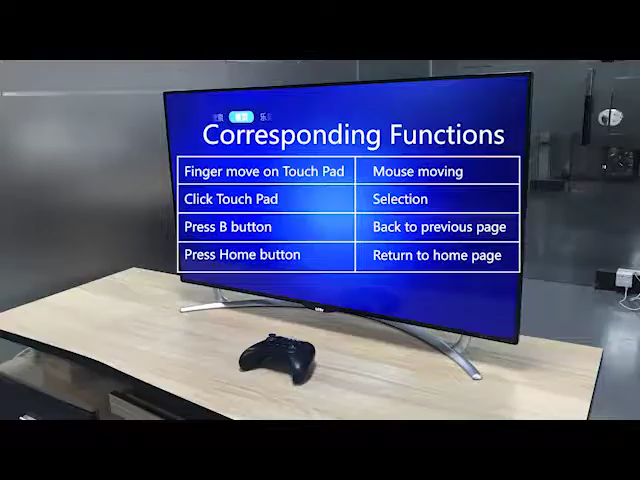 Corresponding Functions
Finger move on Touch Pad Mouse moving
Click Touch Pad Selection
Press B button Back to previous page
Press Home button Return to home page